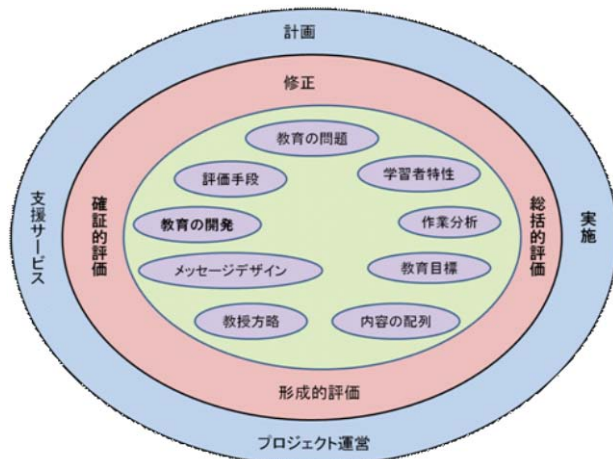 計画
修正
教育の問題
評価手段
学習者特性
教育の開発
作業分析
メッセージデザイン
教育目標
教授方略
内容の配列
支援サービス
確証的評価
総括的評価
実施
形成的評価
プロジェクト運営